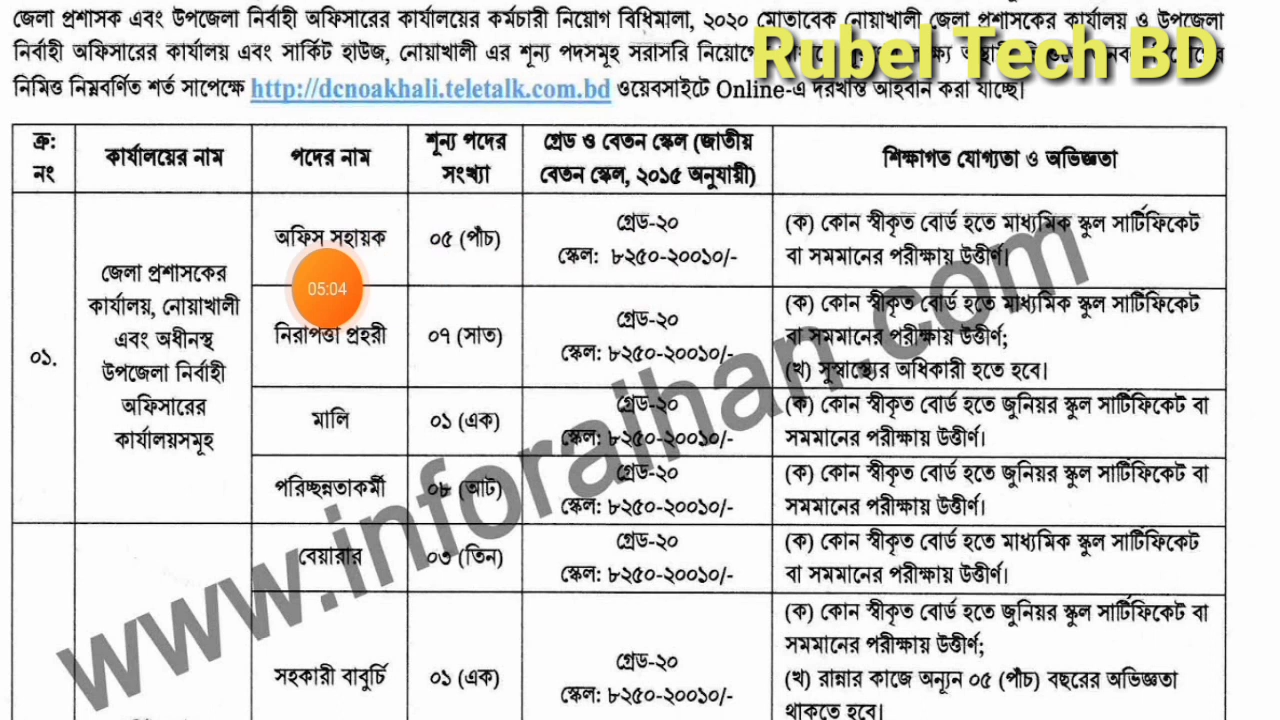 জেলা প্রশাসক এবং উপজেলা নির্বাহী অফিসারের কার্যালয়ের কর্মচারী নিয়োগ বিধিমালা, ২০২০ মোতাবেক নোয়াখালী জেলা প্রশাসকের কার্যালয় ও উপজেলা
নির্বাহী অফিসারের কার্যালয় এবং সার্কিট হাউজ, নোয়াখালী এর শূন্য পদসমূহ সরাসরি
Rubel Tech BD
নিমিত্ত নিম্নবর্ণিত শর্ত সাপেক্ষে http://dcnoakhali.teletalk.com.bd ওয়েবসাইটে Online-এ দরখাস্ত আহবান করা যাচ্ছে।
ক্র: নং
কার্যালয়ের নাম
পদের নাম
শূন্য পদের
সংখ্যা
গ্রেড ও বেতন স্কেল (জাতীয়
বেতন স্কেল, ২০১৫ অনুযায়ী)
শিক্ষাগত যোগ্যতা ও অভিজ্ঞতা
০১.
জেলা প্রশাসকের
কার্যালয়, নোয়াখালী
এবং অধীনস্থ
উপজেলা নির্বাহী
অফিসারের
কার্যালয়সমূহ
অফিস সহায়ক
০৫ (পাঁচ)
গ্রেড-২০
স্কেল: ৮২৫০-২০০১০/-
(ক) কোন স্বীকৃত বোর্ড হতে মাধ্যমিক স্কুল সার্টিফিকেট
বা সমমানের পরীক্ষায় উত্তীর্ণ।
05:04
নিরাপত্তা প্রহরী
০৭ (সাত)
গ্রেড-২০
স্কেল: ৮২৫০-২০০১০/-
(ক) কোন স্বীকৃত বোর্ড হতে মাধ্যমিক স্কুল সার্টিফিকেট
বা সমমানের পরীক্ষায় উত্তীর্ণ;
(খ) সুস্বাস্থ্যের অধিকারী হতে হবে।
মালি
০১ (এক)
গ্রেড-২০
স্কেল: ৮২৫০-২০০১০/-
(ক) কোন স্বীকৃত বোর্ড হতে জুনিয়র স্কুল সার্টিফিকেট বা
সমমানের পরীক্ষায় উত্তীর্ণ।
পরিচ্ছন্নতাকর্মী
০৮ (আট)
গ্রেড-২০
স্কেল: ৮২৫০-২০০১০/-
(ক) কোন স্বীকৃত বোর্ড হতে জুনিয়র স্কুল সার্টিফিকেট বা
সমমানের পরীক্ষায় উত্তীর্ণ।
বেয়ারার
০৩ (তিন)
গ্রেড-২০
স্কেল: ৮২৫০-২০০১০/-
(ক) কোন স্বীকৃত বোর্ড হতে মাধ্যমিক স্কুল সার্টিফিকেট
বা সমমানের পরীক্ষায় উত্তীর্ণ।
সহকারী বাবুর্চি
০১ (এক)
গ্রেড-২০
স্কেল: ৮২৫০-২০০১০/-
(ক) কোন স্বীকৃত বোর্ড হতে জুনিয়র স্কুল সার্টিফিকেট বা
সমমানের পরীক্ষায় উত্তীর্ণ;
(খ) রান্নার কাজে অন্যূন ০৫ (পাঁচ) বছরের অভিজ্ঞতা
থাকতে হবে।
www.inforalhan.com